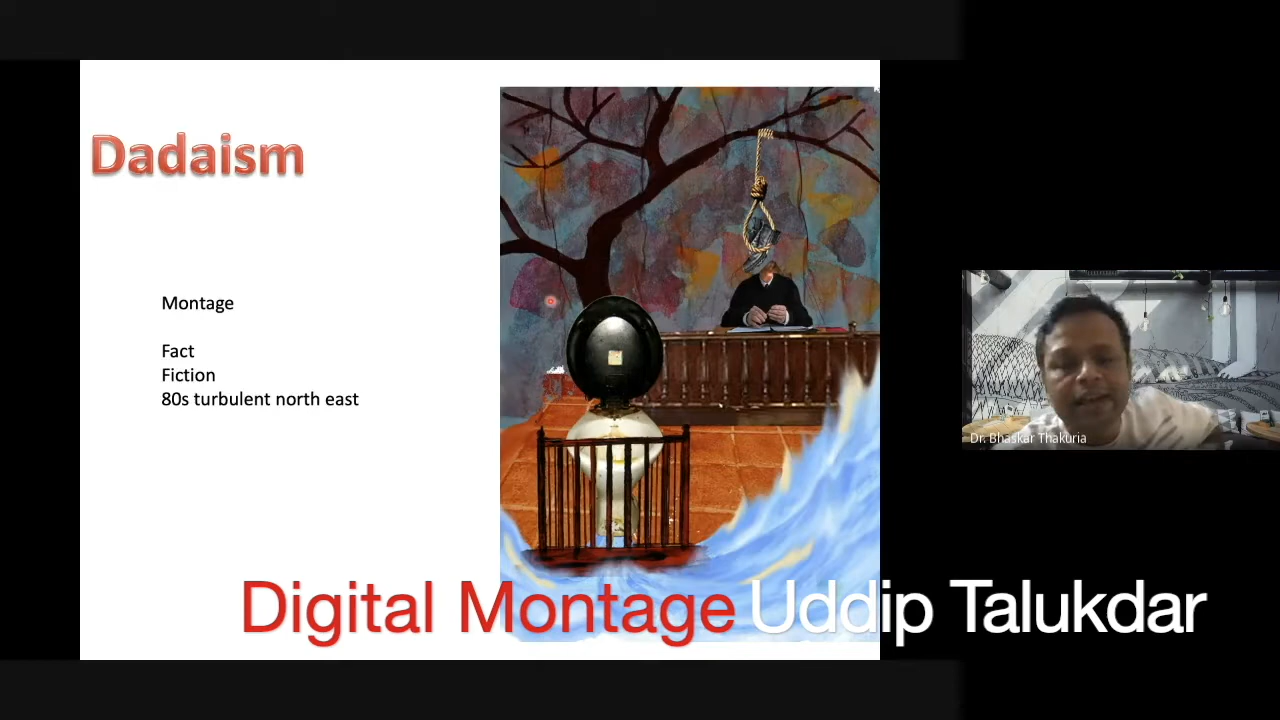 Dadaism
Montage
Fact
Fiction
80s turbulent north east
Dr. Bhaskar Thakuria
Digital Montage Uddip Talukdar